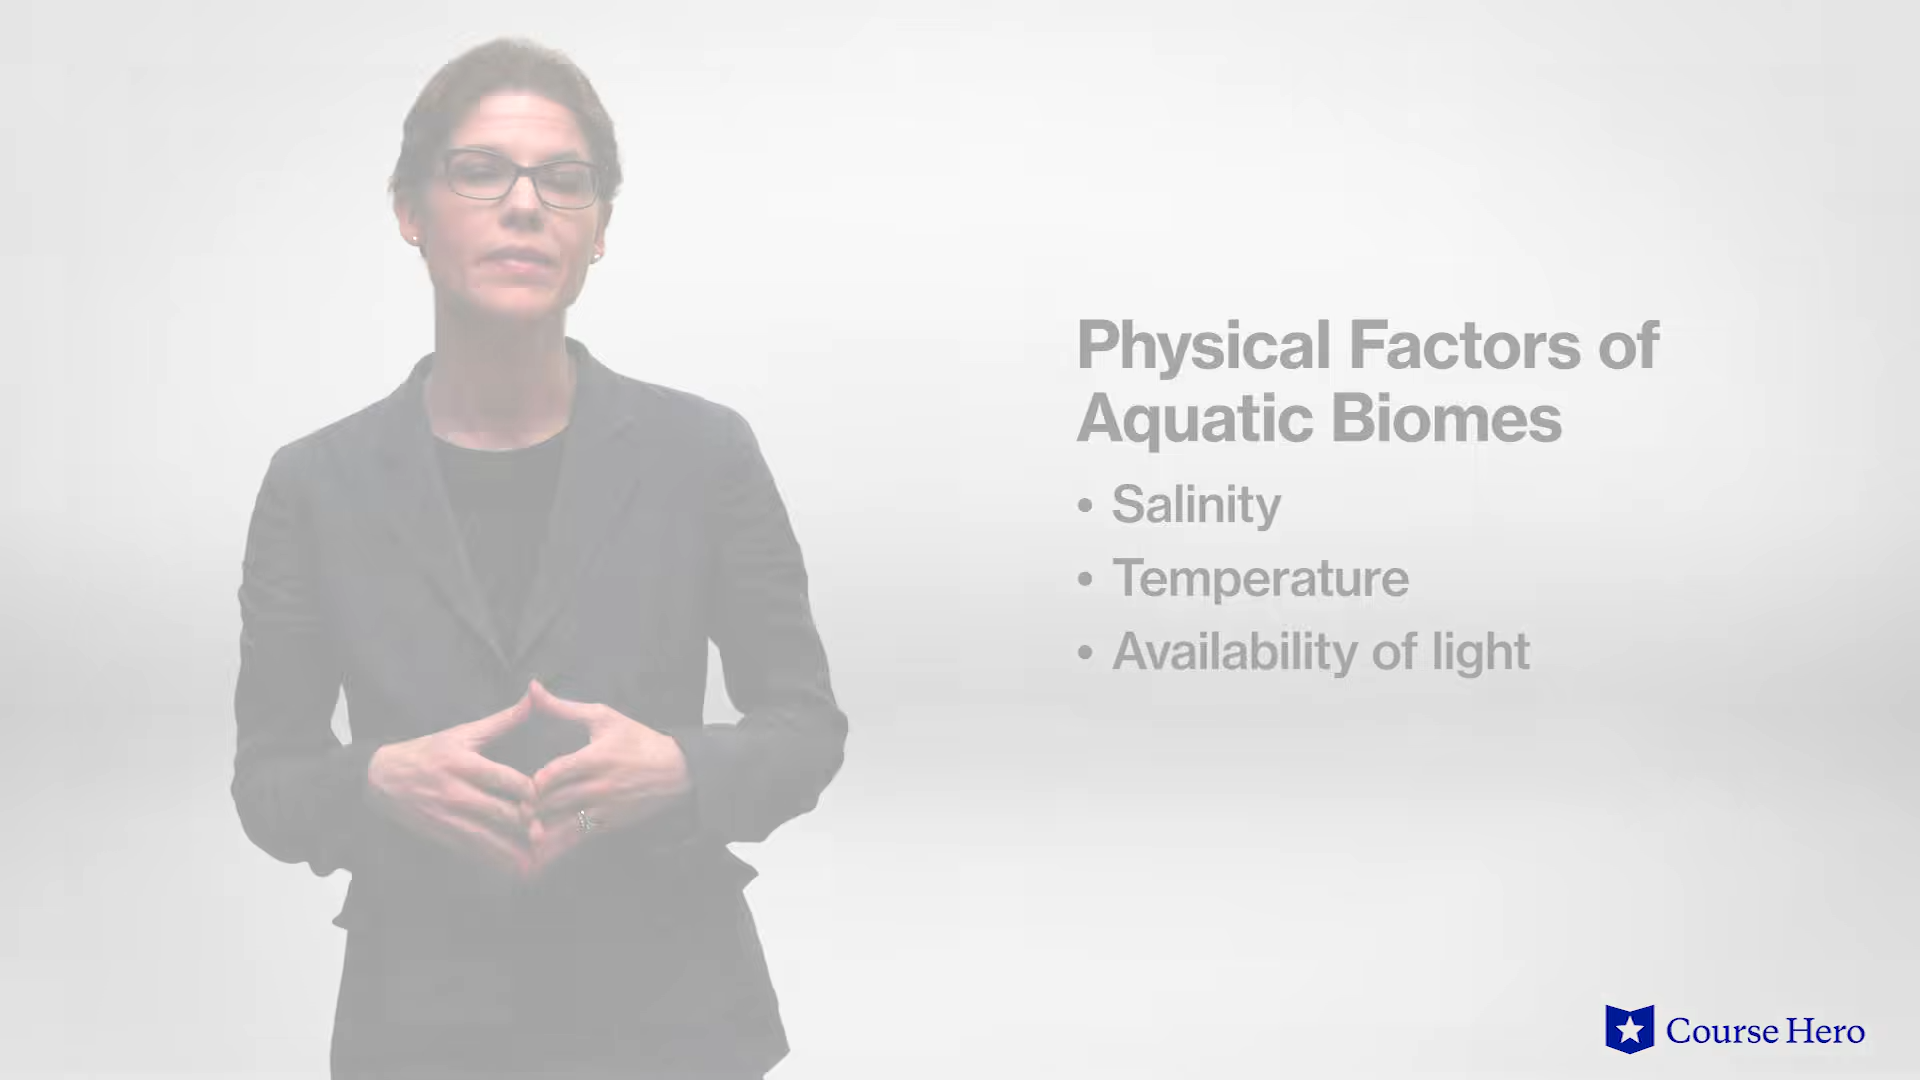 Physical Factors of
Aquatic Biomes
• Salinity
• Temperature
• Availability of light
Course Hero